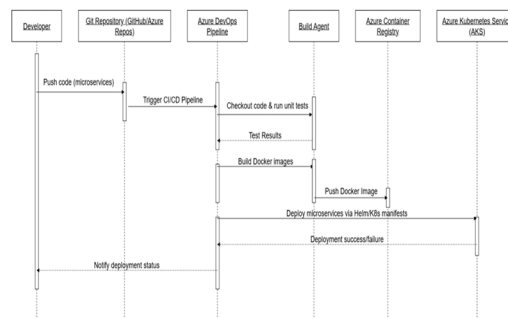 Developer
Git Repository (GitHub/Azure
Repos)
Azure DevOps
Pipeline
Build Agent
Azure Container
Registry
Azure Kubernetes Servic
(AKS)
Push code (microservices)
Trigger CI/CD Pipeline
Checkout code & run unit tests
Test Results
Build Docker images
Push Docker Image
Deploy microservices via Helm/K8s manifests
Deployment success/failure
Notify deployment status